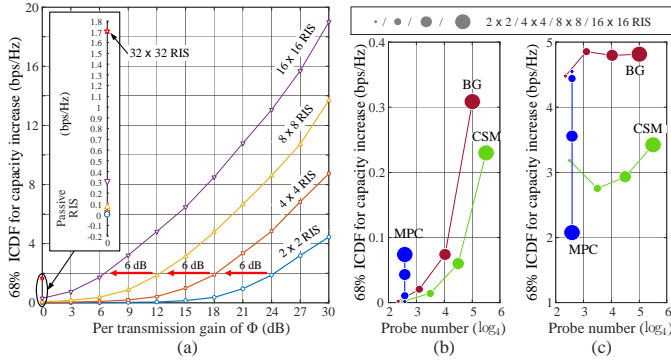 (a)
68% ICDF for capacity increase (bps/Hz)
20
16
12
8
4
2
0
0 3 6 9 12 15 18 21 24 27 30
Per transmission gain of Φ (dB)
Passive RIS
(bps/Hz)
1.8
1.7
1.6
1.5
1.4
1.3
1.2
1.1
1
0.9
0.8
0.7
0.6
0.5
0.4
0.3
0.2
0.1
0
-0.1
-0.2
0
32 x 32 RIS
16 x 16 RIS
8 x 8 RIS
4 x 4 RIS
2 x 2 RIS
6 dB
6 dB
6 dB
(a)
(b)
(c)
/ / / 2 x 2 / 4 x 4 / 8 x 8 / 16 x 16 RIS
68% ICDF for capacity increase (bps/Hz)
0.4
0.3
0.2
0.1
0
2 3 4 5 6
BG
CSM
MPC
Probe number (log4)
(b)
68% ICDF for capacity increase (bps/Hz)
5
4
3
2
1
2 3 4 5 6
BG
CSM
MPC
Probe number (log4)
(c)